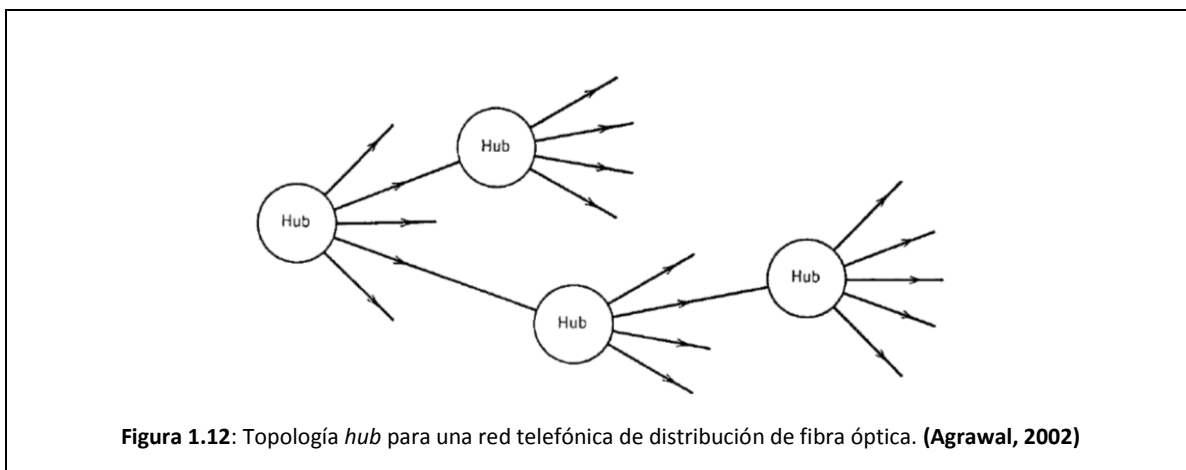 Hub
Hub
Hub
Hub
Figura 1.12: Topología hub para una red telefónica de distribución de fibra óptica. (Agrawal, 2002)